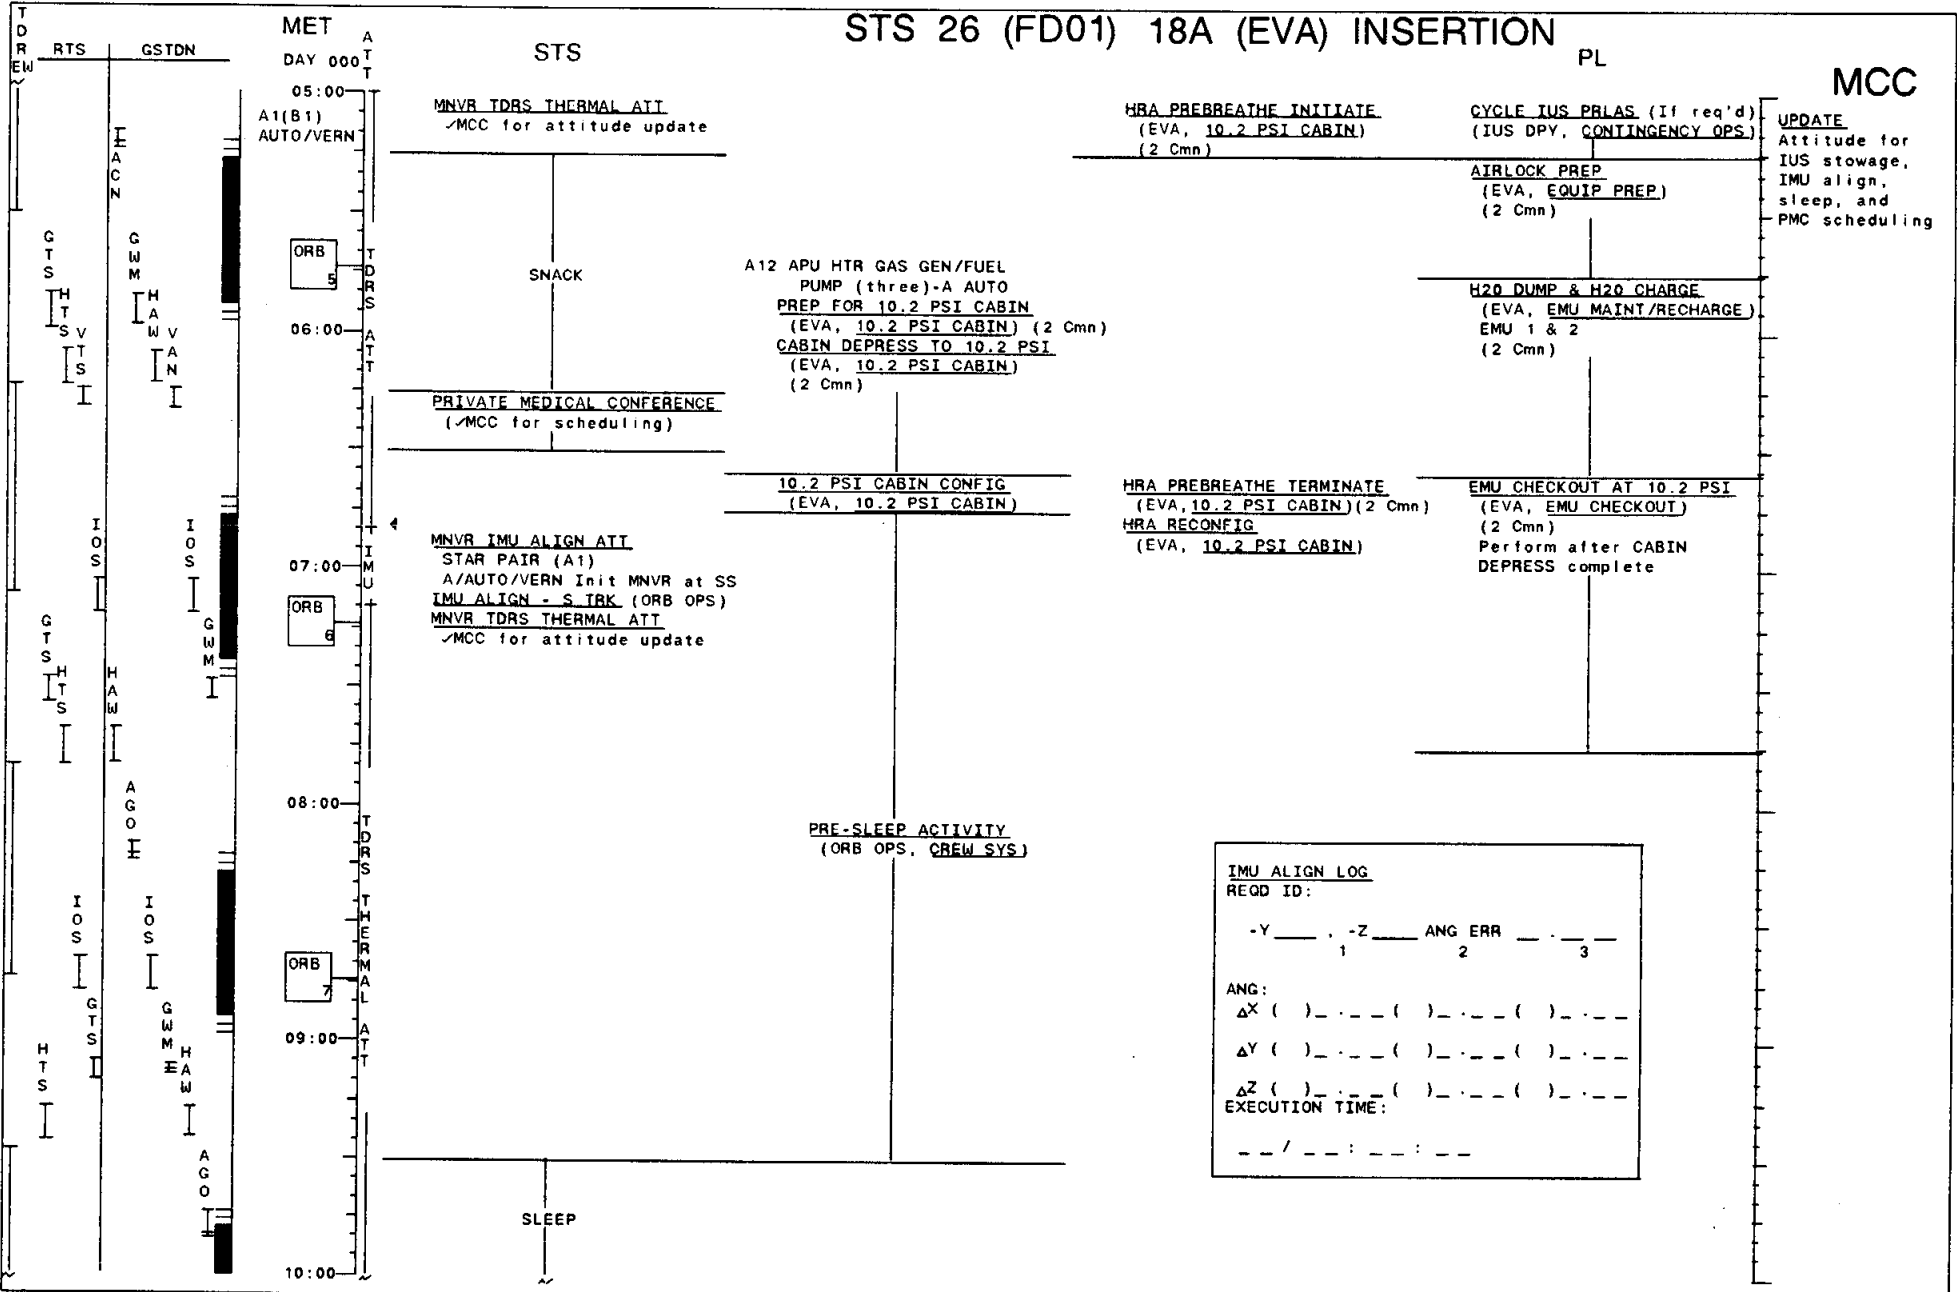 STS 26 (FD01) 18A (EVA) INSERTION
TDREW
RTS
GSTDN
MET
DAY 000
ATT
STS
PL
MCC
05:00
A1(B1)
AUTO/VERN
ACN
GTS
HTS
VTS
GWM
HAW
VAN
ORB
5
06:00
TDRS ATT
IOS
IOS
07:00
IMU
ORB
6
GTS
HTS
HAW
GWM
AGO
08:00
TDRS THERMAL ATT
IOS
IOS
ORB
7
GTS
GWM
09:00
HTS
HAW
AGO
10:00
MNVR TDRS THERMAL ATT
✓MCC for attitude update
SNACK
PRIVATE MEDICAL CONFERENCE
(✓MCC for scheduling)
MNVR IMU ALIGN ATT
STAR PAIR (A1)
A/AUTO/VERN Init MNVR at SS
IMU ALIGN - S TRK (ORB OPS)
MNVR TDRS THERMAL ATT
✓MCC for attitude update
SLEEP
A12 APU HTR GAS GEN/FUEL
PUMP (three)-A AUTO
PREP FOR 10.2 PSI CABIN
(EVA, 10.2 PSI CABIN) (2 Cmn)
CABIN DEPRESS TO 10.2 PSI
(EVA, 10.2 PSI CABIN)
(2 Cmn)
10.2 PSI CABIN CONFIG
(EVA, 10.2 PSI CABIN)
PRE-SLEEP ACTIVITY
(ORB OPS, CREW SYS)
HRA PREBREATHE INITIATE
(EVA, 10.2 PSI CABIN)
(2 Cmn)
HRA PREBREATHE TERMINATE
(EVA, 10.2 PSI CABIN)(2 Cmn)
HRA RECONFIG
(EVA, 10.2 PSI CABIN)
CYCLE IUS PRLAS (If req'd)
(IUS DPY, CONTINGENCY OPS)
AIRLOCK PREP
(EVA, EQUIP PREP)
(2 Cmn)
H20 DUMP & H20 CHARGE
(EVA, EMU MAINT/RECHARGE)
EMU 1 & 2
(2 Cmn)
EMU CHECKOUT AT 10.2 PSI
(EVA, EMU CHECKOUT)
(2 Cmn)
Perform after CABIN
DEPRESS complete
UPDATE
Attitude for
IUS stowage,
IMU align,
sleep, and
PMC scheduling
IMU ALIGN LOG
REQD ID:
-Y ___ , -Z ___ ANG ERR _ . _ _
1 2 3
ANG:
ΔX ( )_ . _ _ ( )_ . _ _ ( )_ . _ _
ΔY ( )_ . _ _ ( )_ . _ _ ( )_ . _ _
ΔZ ( )_ . _ _ ( )_ . _ _ ( )_ . _ _
EXECUTION TIME:
_ _ / _ _ : _ _ : _ _